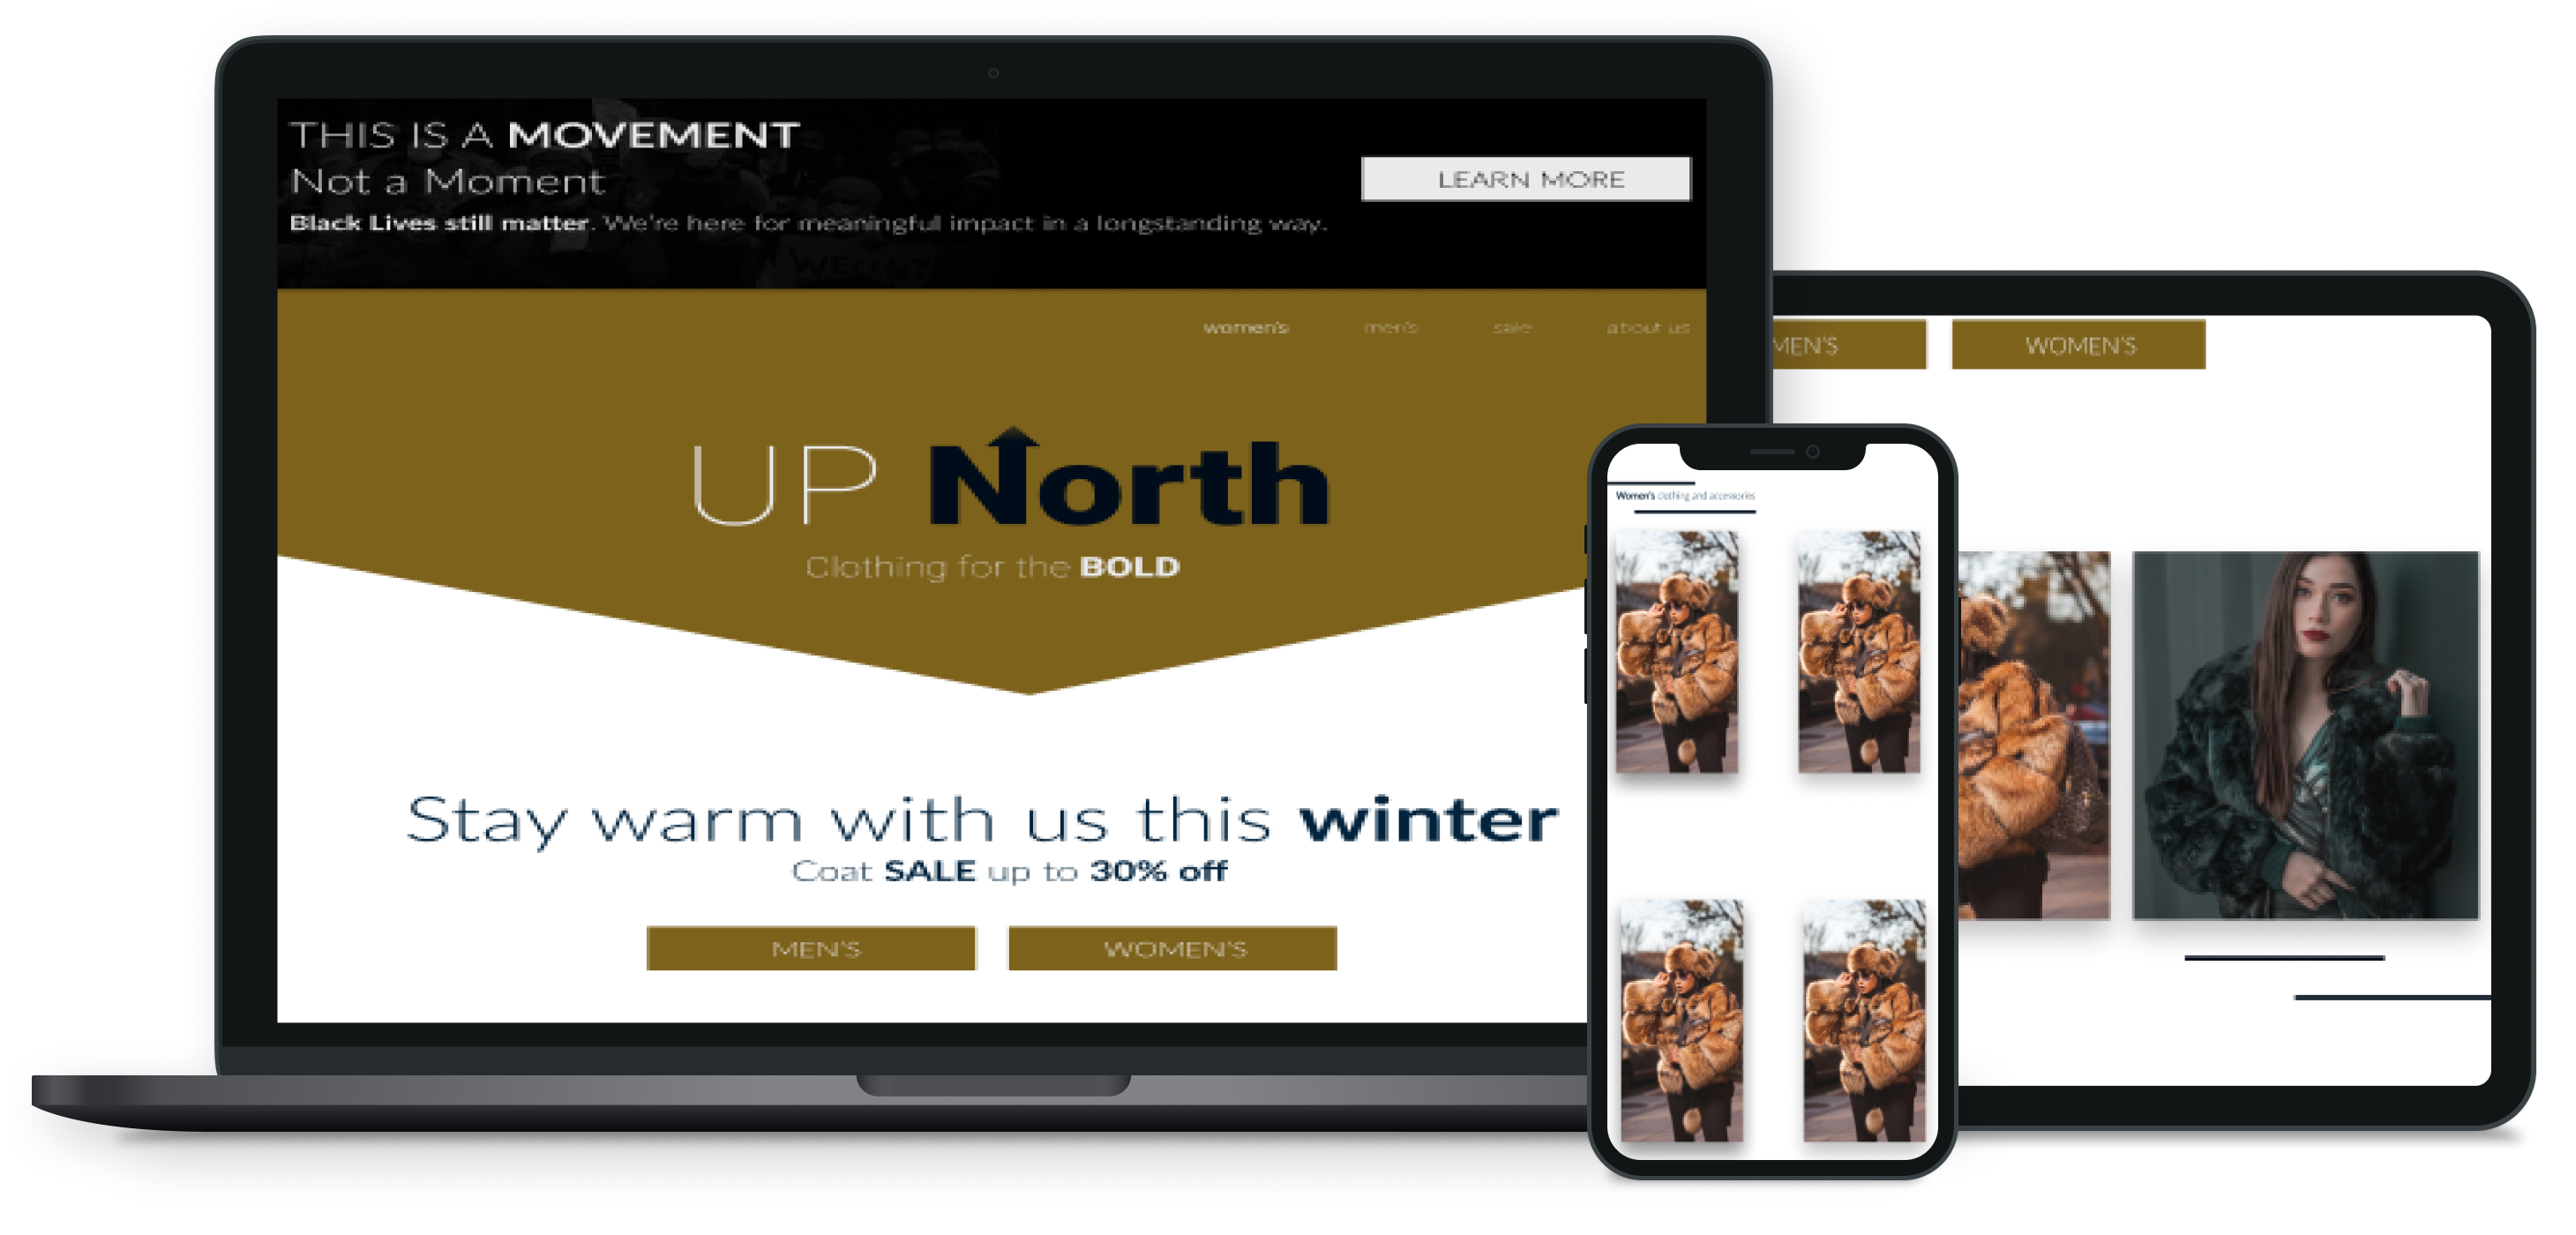 THIS IS A MOVEMENT
Not a Moment
Black Lives still matter. We're here for meaningful impact in a longstanding way.
LEARN MORE
women's men's sale about us
UP North
Clothing for the BOLD
Stay warm with us this winter
Coat SALE up to 30% off
MEN'S WOMEN'S
MEN'S WOMEN'S
Women's clothing and accessories